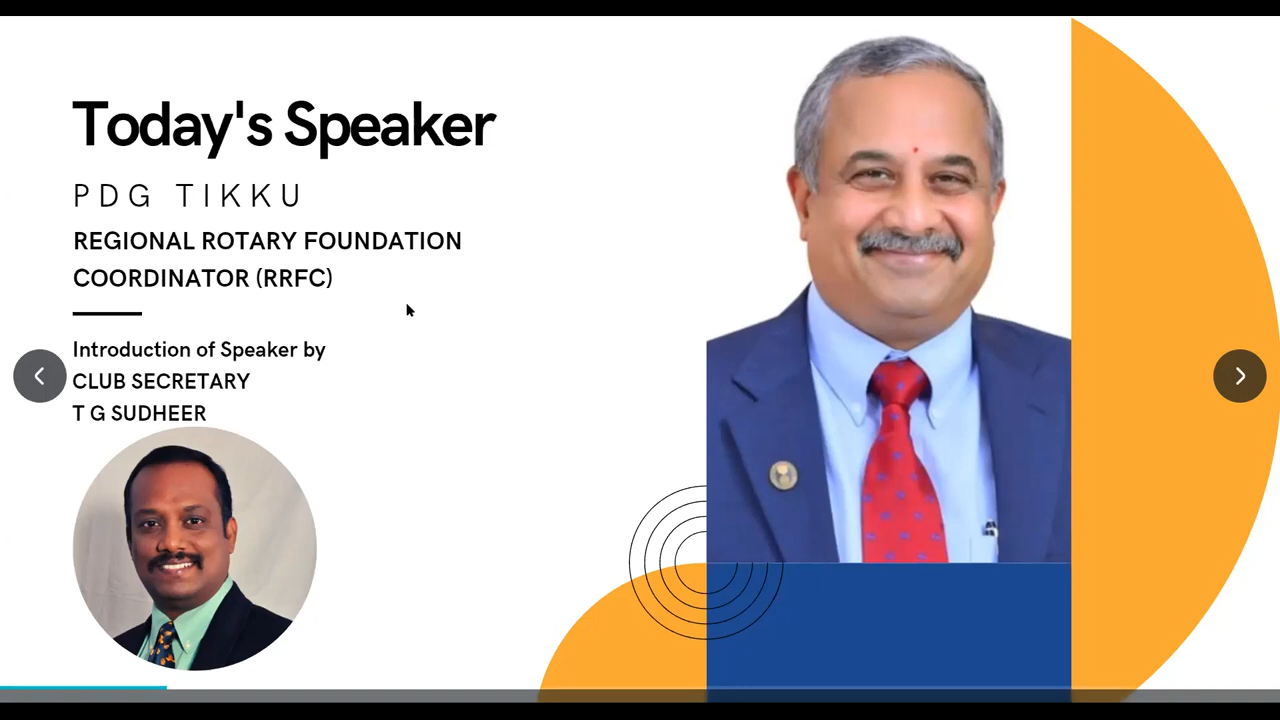 Today's Speaker
PDG TIKKU
REGIONAL ROTARY FOUNDATION
COORDINATOR (RRFC)
Introduction of Speaker by
CLUB SECRETARY
T G SUDHEER